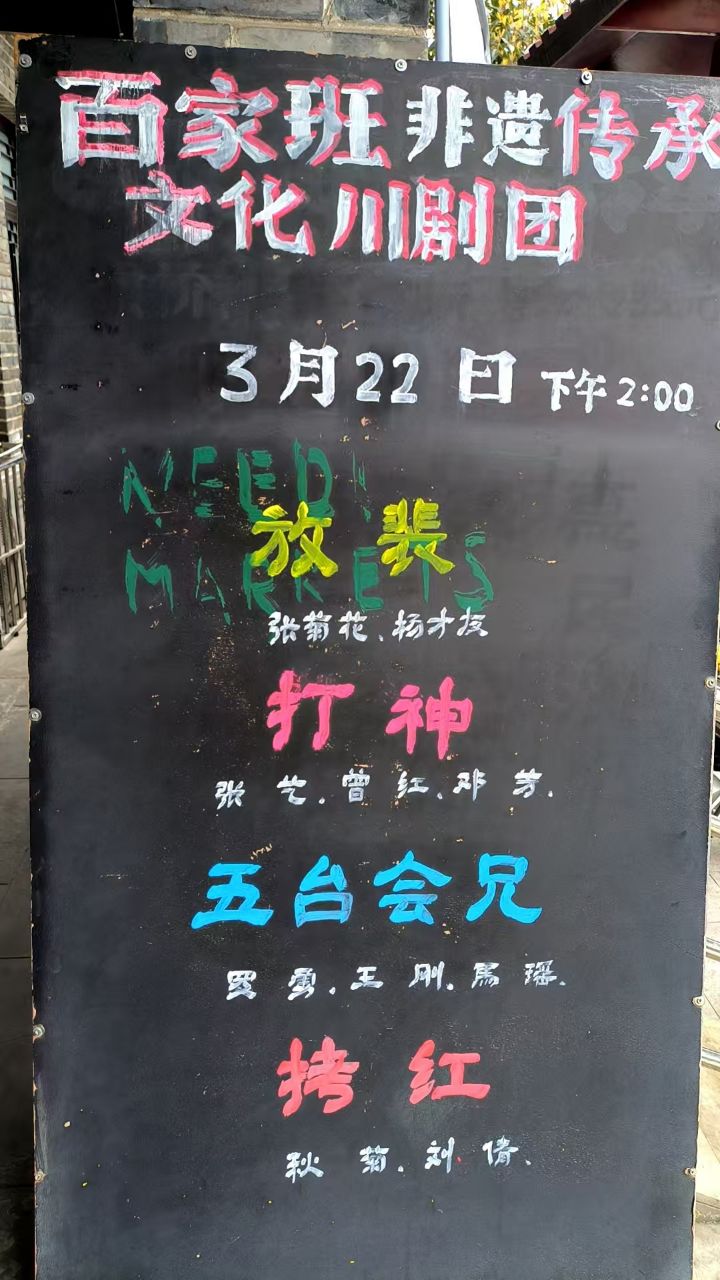 百家班非遗传承
文化川剧团
3月22日 下午2:00
NEED!
放裴
MARKETS
张菊花、杨才友
打神
张艺.曾红、邓芳.
五台会兄
罗勇.王刚.馬瑶.
拷红
秋菊.刘倩.